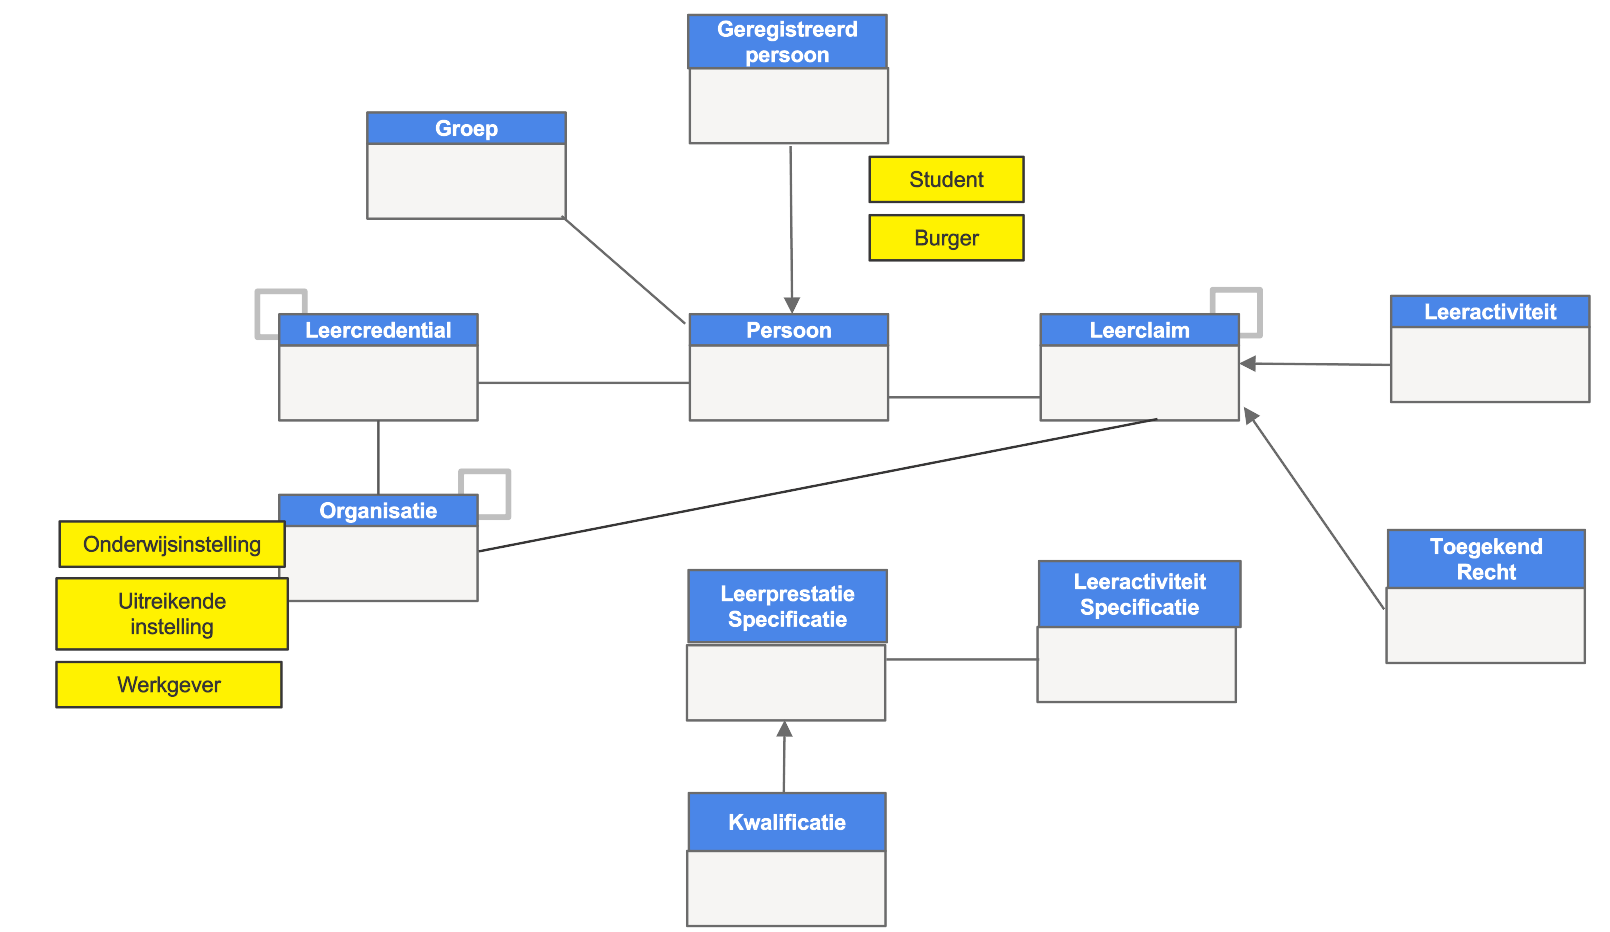 Geregistreerd
persoon
Groep
Student
Burger
Leercredential
Persoon
Leerclaim
Leeractiviteit
Organisatie
Onderwijsinstelling
Uitreikende
instelling
Werkgever
Leerprestatie
Specificatie
Leeractiviteit
Specificatie
Toegekend
Recht
Kwalificatie